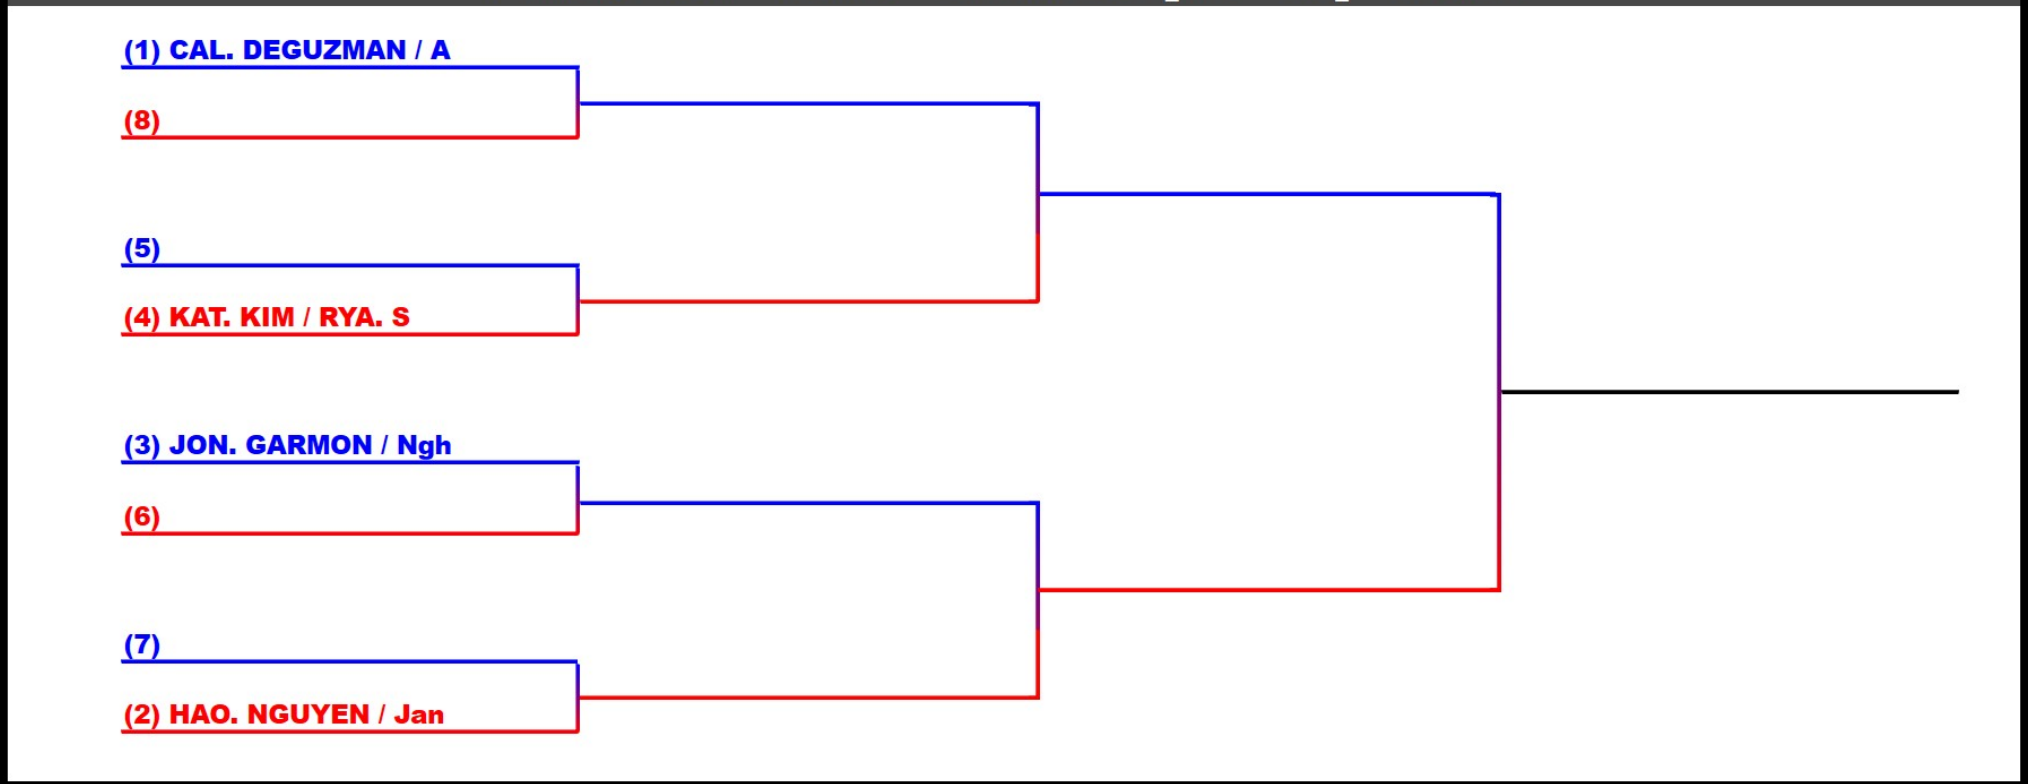 (1) CAL. DEGUZMAN / A
(8)
(5)
(4) KAT. KIM / RYA. S
(3) JON. GARMON / Ngh
(6)
(7)
(2) HAO. NGUYEN / Jan